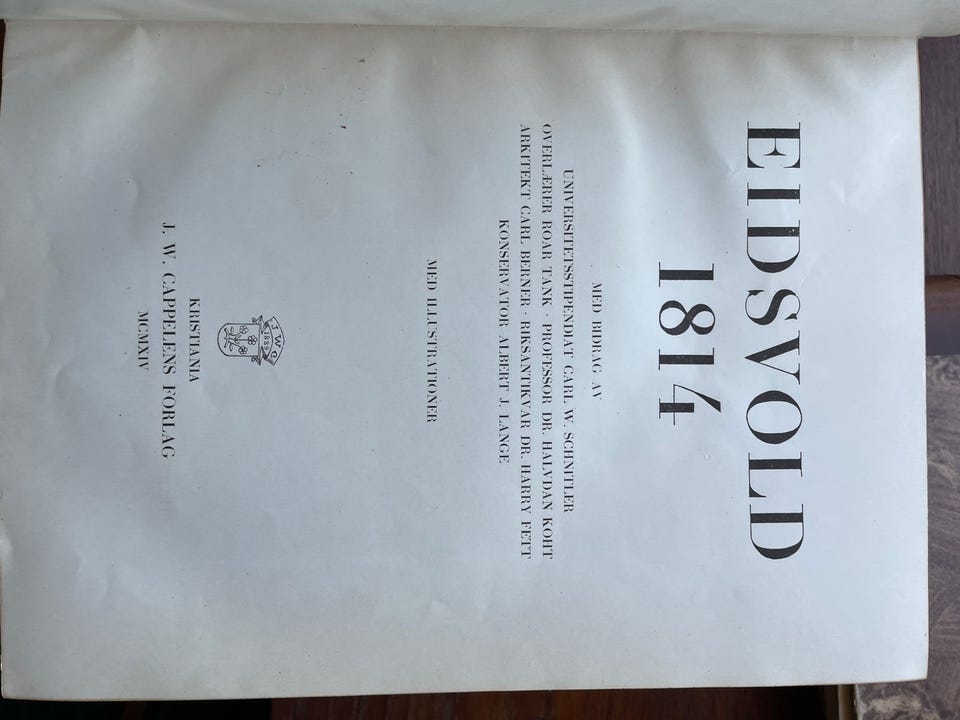 EIDSVOLD
1814
MED BIDRAG AV
UNIVERSITETSSTIPENDIAT CARL W. SCHNITLER
OVERLÆRER ROAR TANK · PROFESSOR DR. HALVDAN KOHT
ARKITEKT CARL BERNER · RIKSANTIKVAR DR. HARRY FETT
KONSERVATOR ALBERT J. LANGE
MED ILLUSTRATIONER
J W C
1829
KRISTIANIA
J. W. CAPPELENS FORLAG
MCMXIV